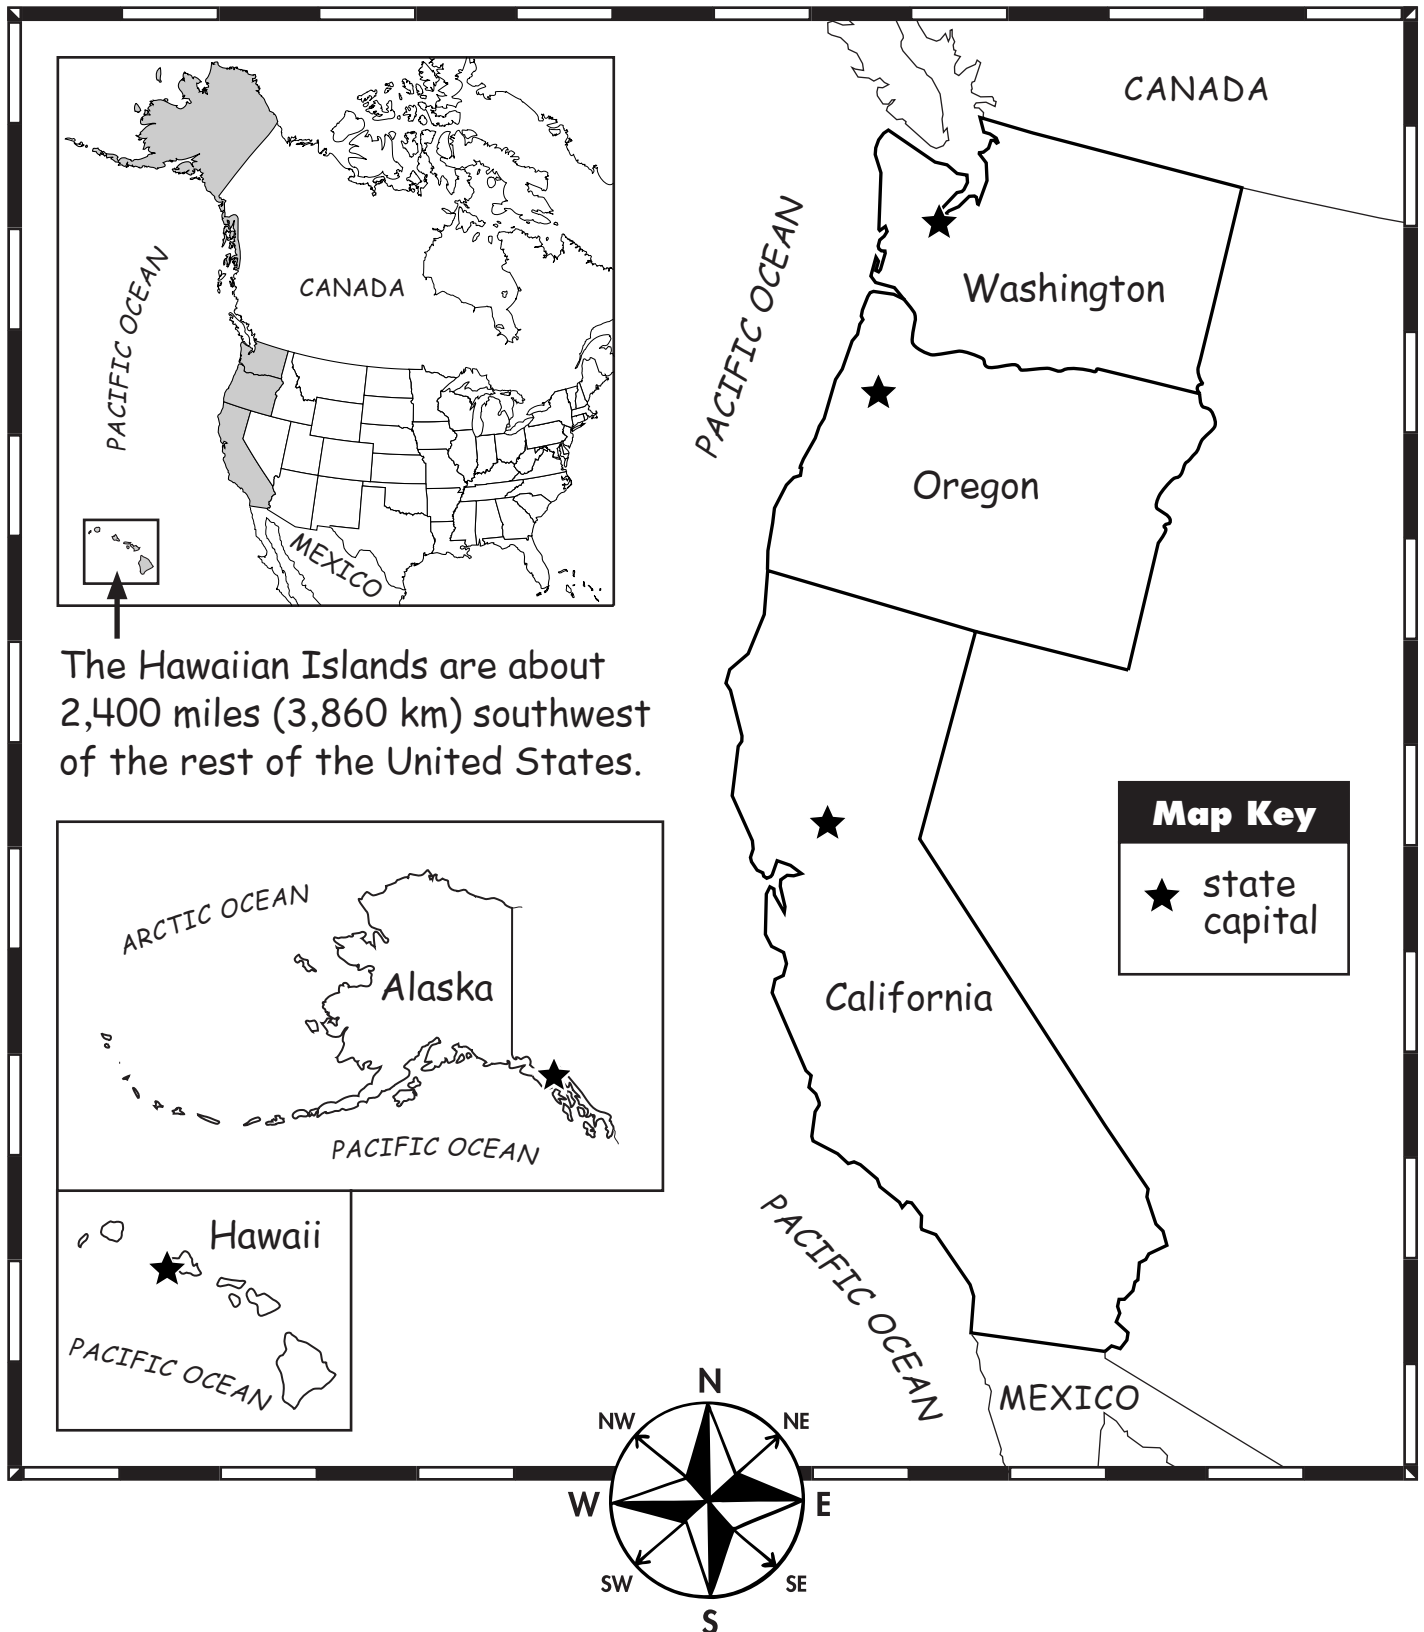 CANADA
PACIFIC OCEAN
CANADA
PACIFIC OCEAN
MEXICO
Washington
Oregon
The Hawaiian Islands are about
2,400 miles (3,860 km) southwest
of the rest of the United States.
Map Key
state
capital
ARCTIC OCEAN
Alaska
PACIFIC OCEAN
California
Hawaii
PACIFIC OCEAN
PACIFIC OCEAN
MEXICO
N
NW
NE
W
E
SW
SE
S